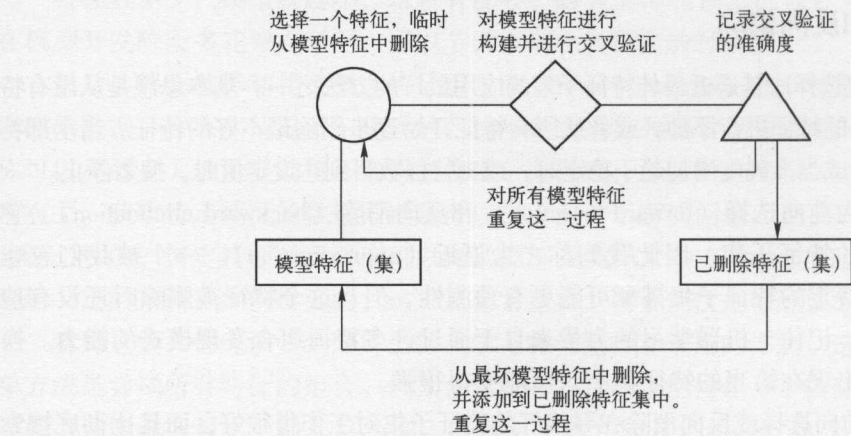 选择一个特征，临时
从模型特征中删除
对模型特征进行
构建并进行交叉验证
记录交叉验证
的准确度
对所有模型特征
重复这一过程
模型特征（集）
已删除特征（集）
从最坏模型特征中删除，
并添加到已删除特征集中，
重复这一过程